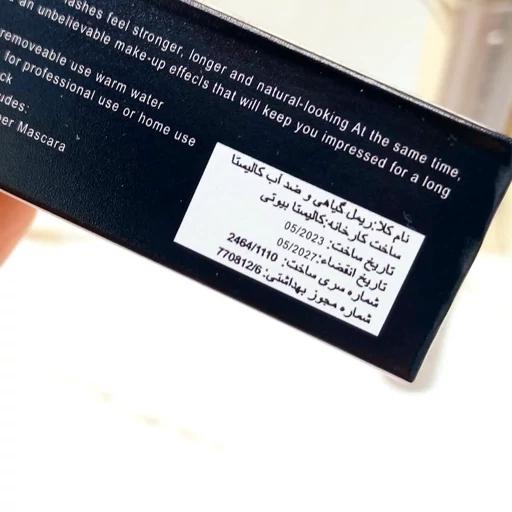 lashes feel stronger, longer and natural-looking At the same time,
an unbelievable make-up effects that will keep you impressed for a long
removeable use warm water
for professional use or home use
ck
udes:
er Mascara
نام کلا:ریمل گیاهی و ضد آب کالیستا
ساخت کارخانه:کالیستا بیوتی
تاریخ ساخت: 05/2023
تاریخ انقضاء:05/2027
شماره سری ساخت: 2464/1110
شماره مجوز بهداشتی: 770812/6